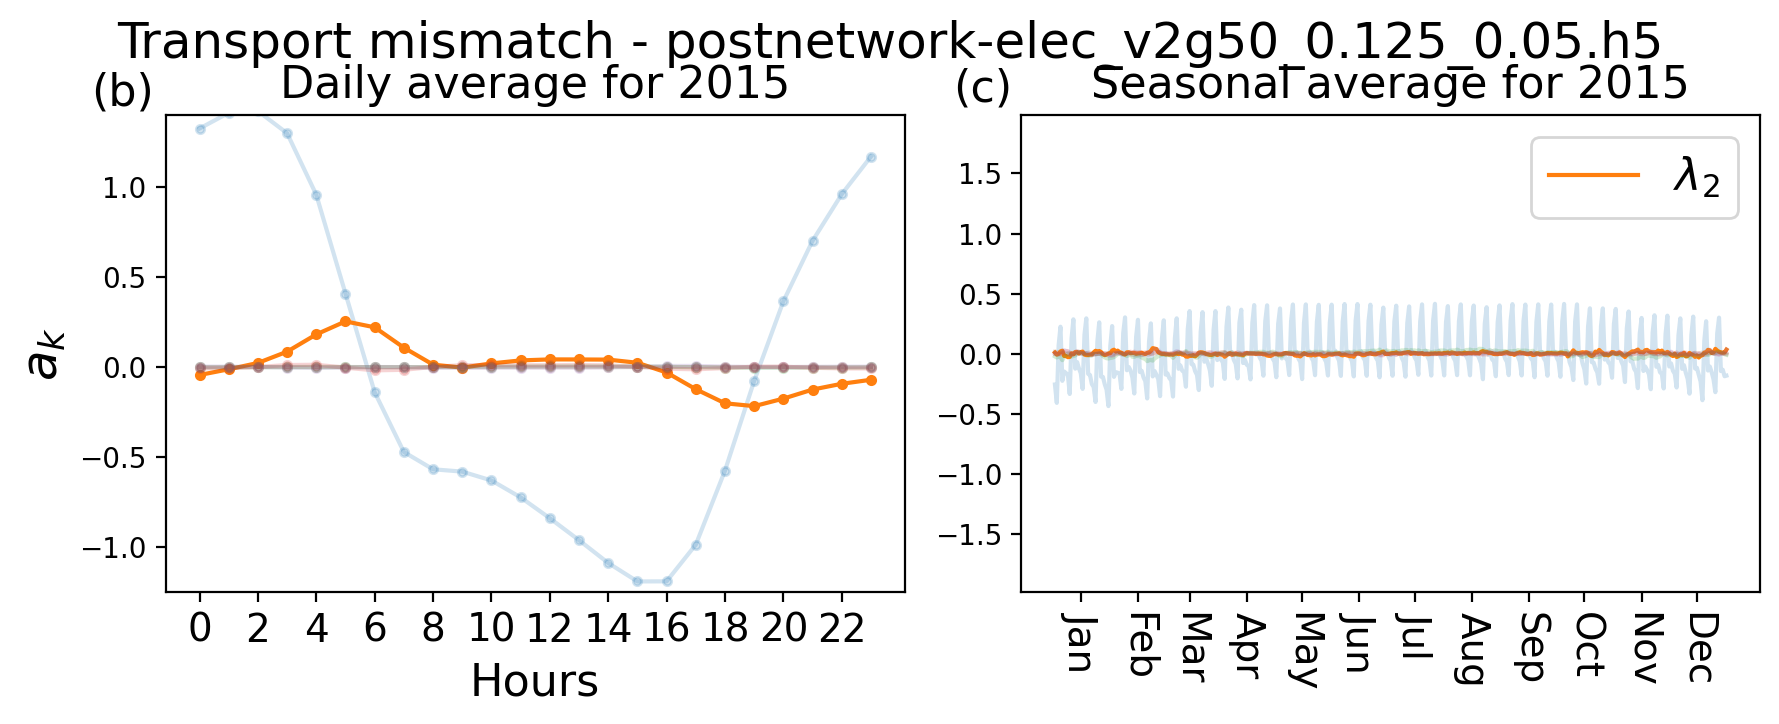 Transport mismatch - postnetwork-elec_v2g50_0.125_0.05.h5
(b) Daily average for 2015
(c) Seasonal average for 2015
1.0
0.5
0.0
−0.5
−1.0
a_k
0 2 4 6 8 10 12 14 16 18 20 22
Hours
λ₂
1.5
1.0
0.5
0.0
−0.5
−1.0
−1.5
Jan Feb Mar Apr May Jun Jul Aug Sep Oct Nov Dec